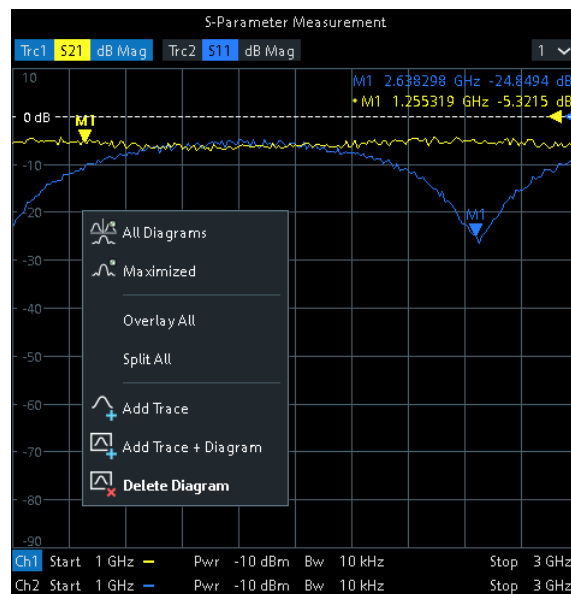 S-Parameter Measurement
Trc1 S21 dB Mag Trc2 S11 dB Mag 1
10
M1 2.638298 GHz -24.8494 dB
• M1 1.255319 GHz -5.3215 dB
0 dB
M1
-10
-20
M1
All Diagrams
-30
Maximized
-40
Overlay All
-50
Split All
-60
Add Trace
-70
Add Trace + Diagram
Delete Diagram
-80
-90
Ch1 Start 1 GHz Pwr -10 dBm Bw 10 kHz Stop 3 GHz
Ch2 Start 1 GHz Pwr -10 dBm Bw 10 kHz Stop 3 GHz